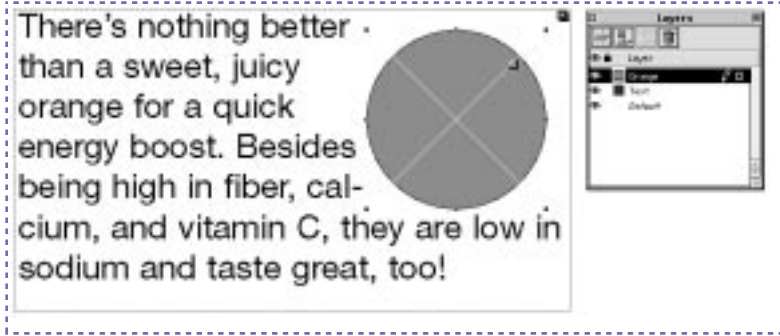 There's nothing better
than a sweet, juicy
orange for a quick
energy boost. Besides
being high in fiber, cal-
cium, and vitamin C, they are low in
sodium and taste great, too!
Layers
Layer
Orange
Text
Default